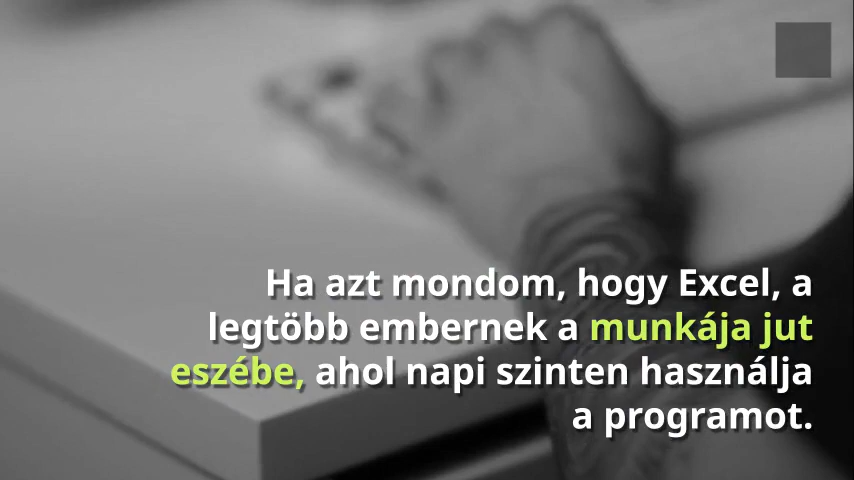 Ha azt mondom, hogy Excel, a
legtöbb embernek a munkája jut
eszébe, ahol napi szinten használja
a programot.